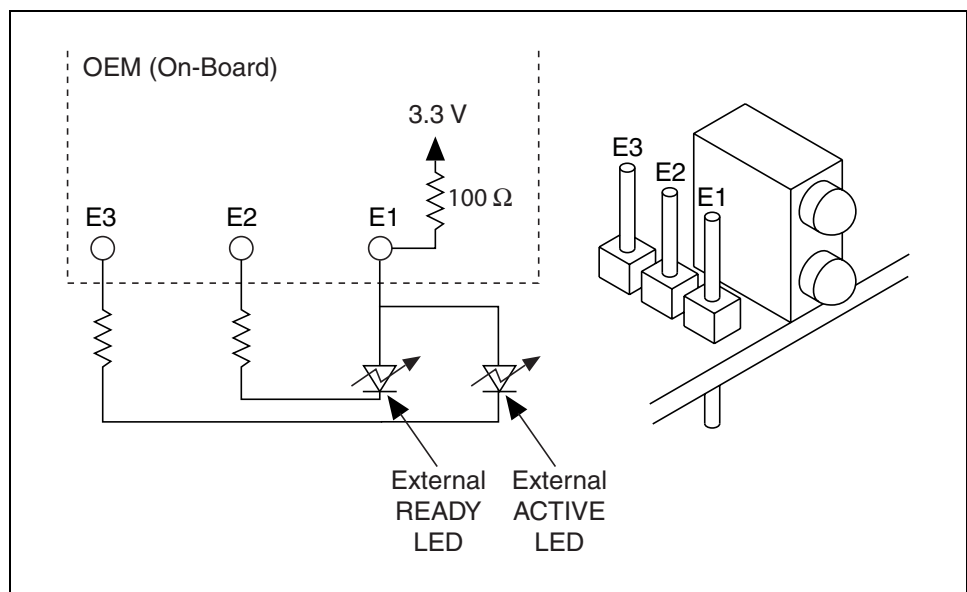 OEM (On-Board)
3.3 V
100 Ω
E3
E2
E1
External
READY
LED
External
ACTIVE
LED
E3
E2
E1